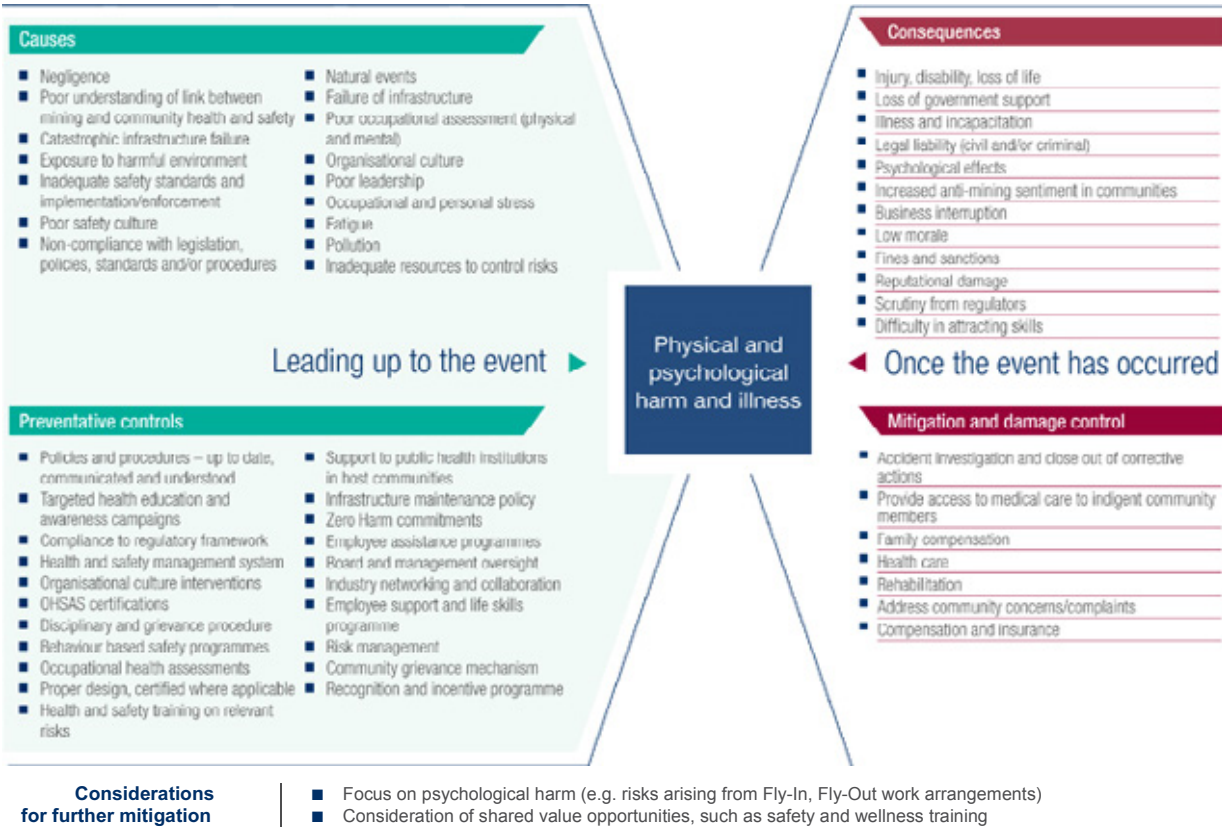 Causes
Negligence
Poor understanding of link between
mining and community health and safety
Catastrophic infrastructure failure
Exposure to harmful environment
Inadequate safety standards and
implementation/enforcement
Poor safety culture
Non-compliance with legislation,
policies, standards and/or procedures
Natural events
Failure of infrastructure
Poor occupational assessment (physical
and mental)
Organisational culture
Poor leadership
Occupational and personal stress
Fatigue
Pollution
Inadequate resources to control risks
Leading up to the event
Preventative controls
Policies and procedures – up to date,
communicated and understood
Targeted health education and
awareness campaigns
Compliance to regulatory framework
Health and safety management system
Organisational culture interventions
OHSAS certifications
Disciplinary and grievance procedure
Behaviour based safety programmes
Occupational health assessments
Proper design, certified where applicable
Health and safety training on relevant
risks
Support to public health institutions
in host communities
Infrastructure maintenance policy
Zero Harm commitments
Employee assistance programmes
Board and management oversight
Industry networking and collaboration
Employee support and life skills
programme
Risk management
Community grievance mechanism
Recognition and incentive programme
Physical and
psychological
harm and illness
Consequences
Injury, disability, loss of life
Loss of government support
Illness and incapacitation
Legal liability (civil and/or criminal)
Psychological effects
Increased anti-mining sentiment in communities
Business interruption
Low morale
Fines and sanctions
Reputational damage
Scrutiny from regulators
Difficulty in attracting skills
Once the event has occurred
Mitigation and damage control
Accident investigation and close out of corrective
actions
Provide access to medical care to indigent community
members
Family compensation
Health care
Rehabilitation
Address community concerns/complaints
Compensation and insurance
Considerations
for further mitigation
Focus on psychological harm (e.g. risks arising from Fly-In, Fly-Out work arrangements)
Consideration of shared value opportunities, such as safety and wellness training